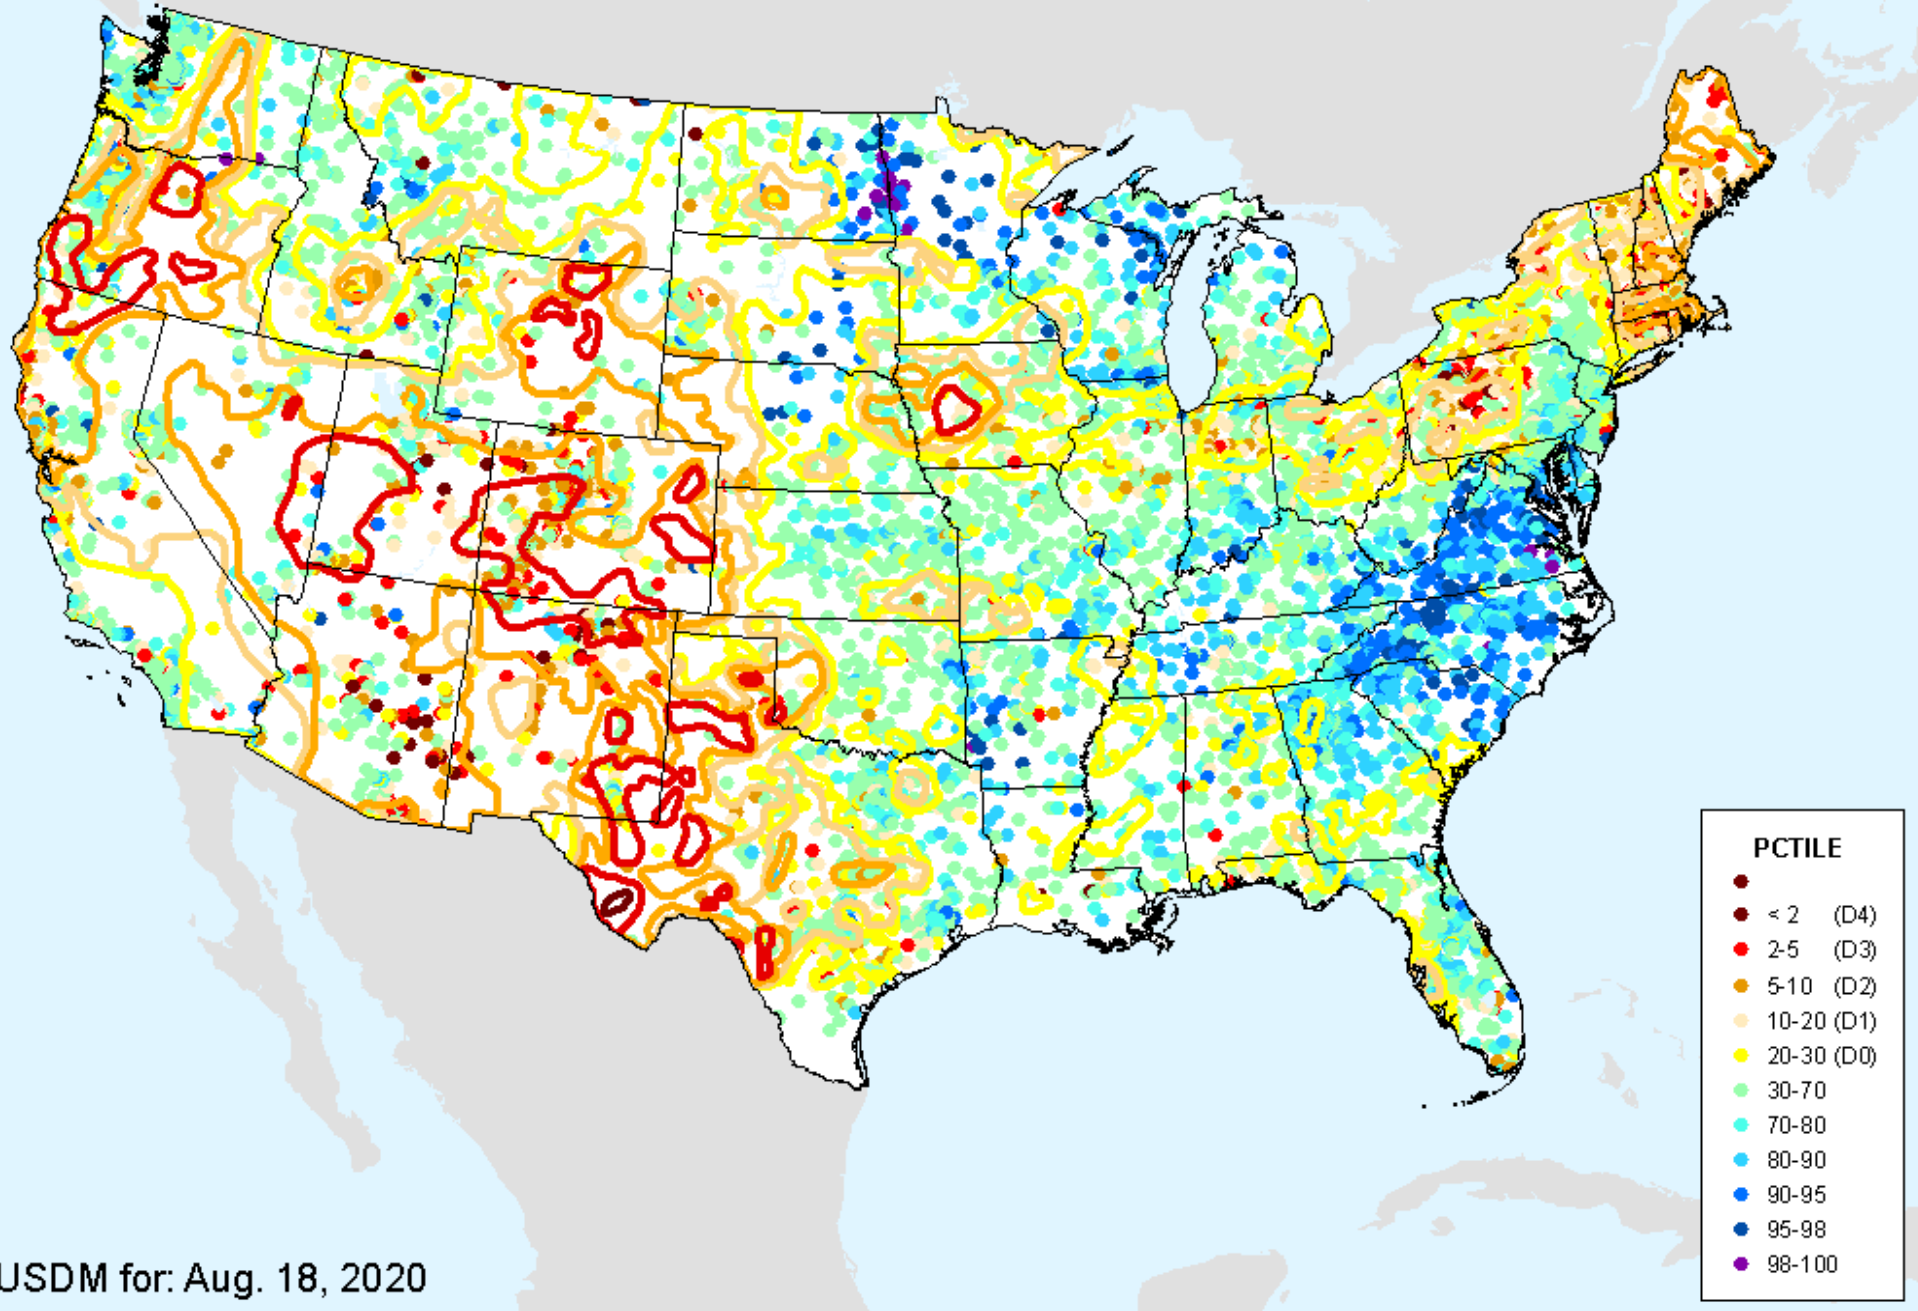 PCTILE
< 2 (D4)
2-5 (D3)
5-10 (D2)
10-20 (D1)
20-30 (D0)
30-70
70-80
80-90
90-95
95-98
98-100
USDM for: Aug. 18, 2020